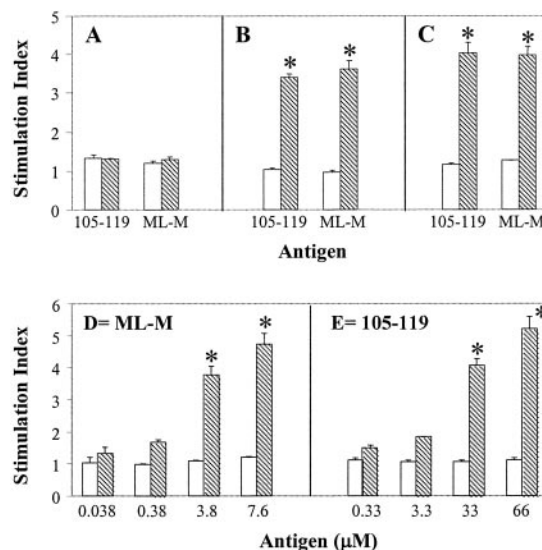 A B C
Stimulation Index
5
4
3
2
1
0
* * * *
105-119 ML-M 105-119 ML-M 105-119 ML-M
Antigen
D= ML-M E= 105-119
Stimulation Index
6
5
4
3
2
1
0
* * * *
0.038 0.38 3.8 7.6 0.33 3.3 33 66
Antigen (μM)